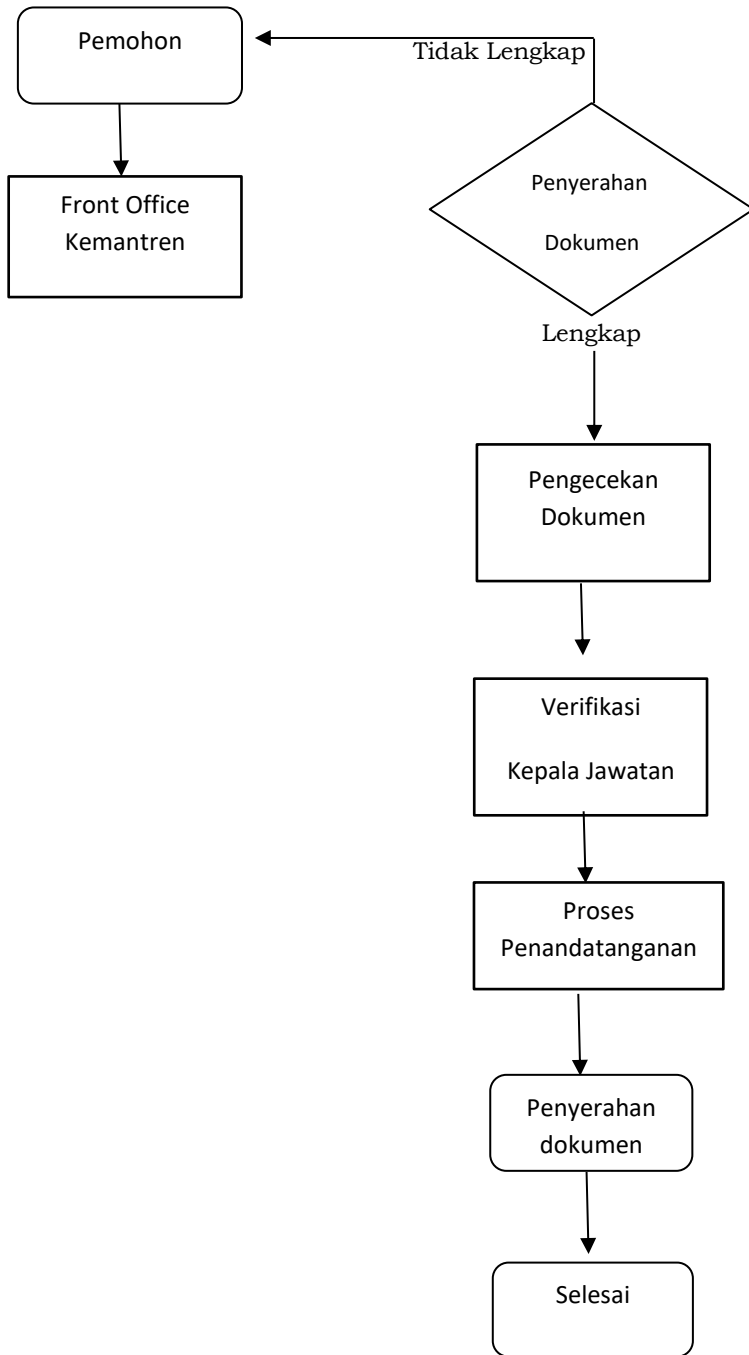 Pemohon
Tidak Lengkap
Front Office
Kemantren
Penyerahan
Dokumen
Lengkap
Pengecekan
Dokumen
Verifikasi
Kepala Jawatan
Proses
Penandatanganan
Penyerahan
dokumen
Selesai